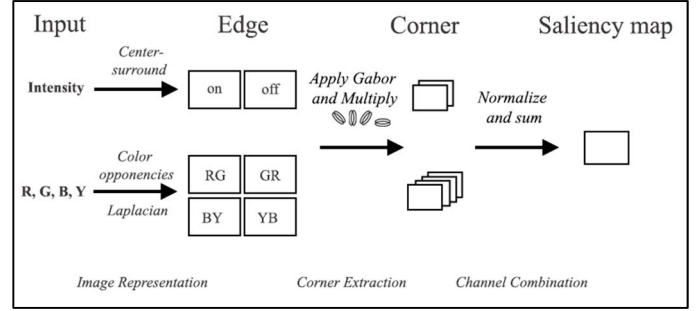 Input Edge Corner Saliency map
Center-
surround
Intensity
on off
Apply Gabor
and Multiply
Normalize
and sum
Color
opponencies
R, G, B, Y
Laplacian
RG GR
BY YB
Image Representation Corner Extraction Channel Combination